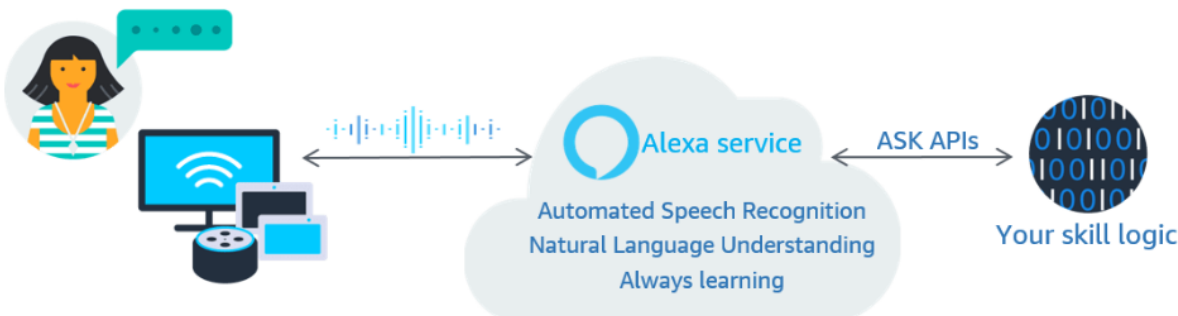 Alexa service
ASK APIs
Automated Speech Recognition
Natural Language Understanding
Always learning
Your skill logic